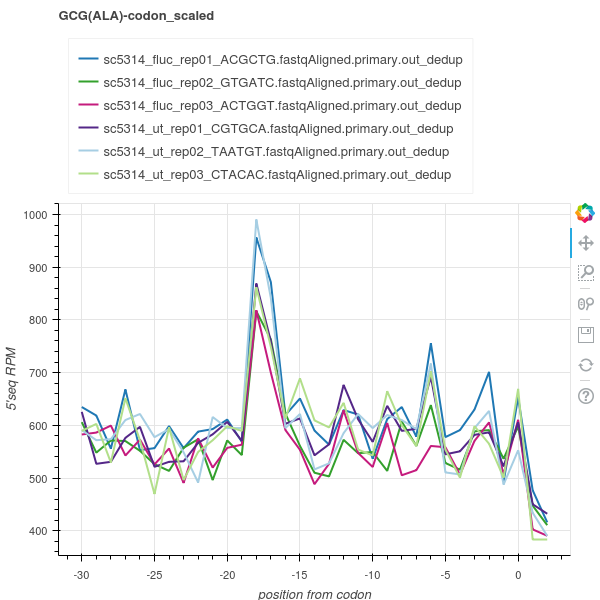 GCG(ALA)-codon_scaled
sc5314_fluc_rep01_ACGCTG.fastqAligned.primary.out_dedup
sc5314_fluc_rep02_GTGATC.fastqAligned.primary.out_dedup
sc5314_fluc_rep03_ACTGGT.fastqAligned.primary.out_dedup
sc5314_ut_rep01_CGTGCA.fastqAligned.primary.out_dedup
sc5314_ut_rep02_TAATGT.fastqAligned.primary.out_dedup
sc5314_ut_rep03_CTACAC.fastqAligned.primary.out_dedup
1000
900
800
700
600
500
400
5'seq RPM
-30 -25 -20 -15 -10 -5 0
position from codon